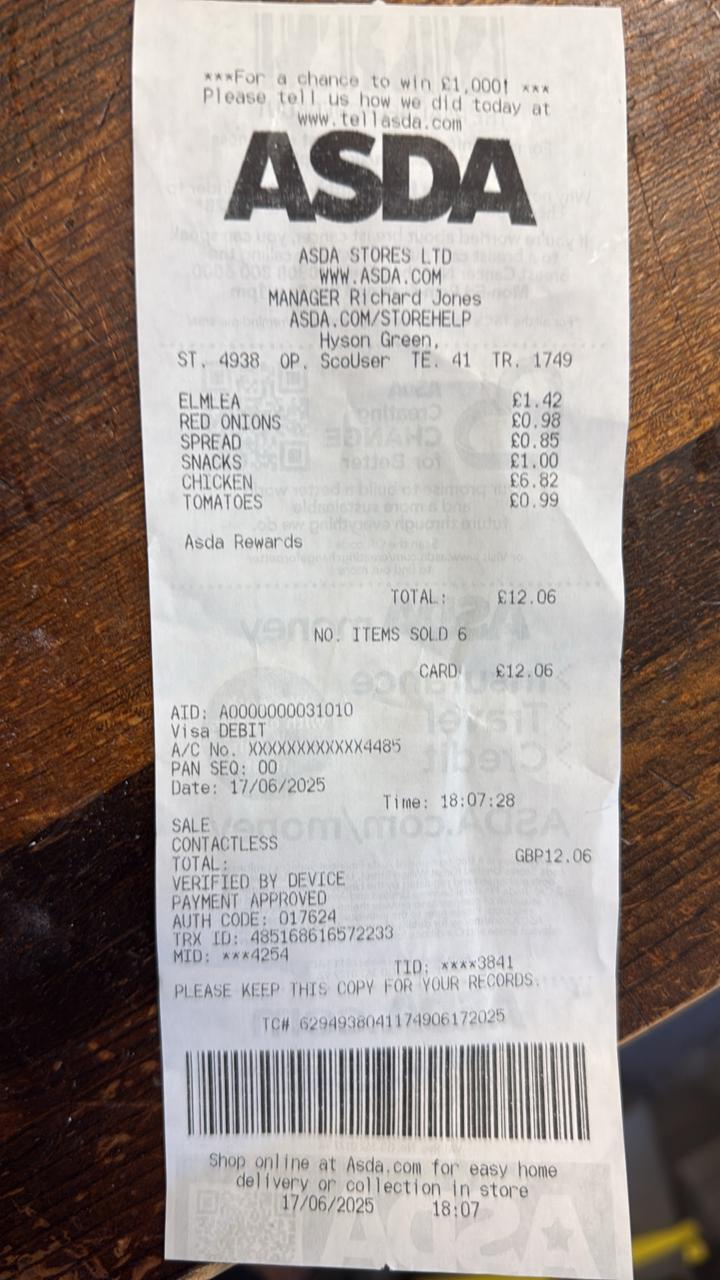 ***For a chance to win £1,000! ***
Please tell us how we did today at
www.tellasda.com
ASDA
ASDA STORES LTD
WWW.ASDA.COM
MANAGER Richard Jones
ASDA.COM/STOREHELP
Hyson Green,
ST. 4938 OP. ScoUser TE. 41 TR. 1749
ELMLEA £1.42
RED ONIONS £0.98
SPREAD £0.85
SNACKS £1.00
CHICKEN £6.82
TOMATOES £0.99
Asda Rewards
TOTAL: £12.06
NO. ITEMS SOLD 6
CARD £12.06
AID: A0000000031010
Visa DEBIT
A/C No. XXXXXXXXXXXX4485
PAN SEQ: 00
Date: 17/06/2025
Time: 18:07:28
SALE
CONTACTLESS
TOTAL: GBP12.06
VERIFIED BY DEVICE
PAYMENT APPROVED
AUTH CODE: 017624
TRX ID: 485168616572233
MID: ***4254
TID: ****3841
PLEASE KEEP THIS COPY FOR YOUR RECORDS.
TC# 6294938041174906172025
Shop online at Asda.com for easy home
delivery or collection in store
17/06/2025 18:07